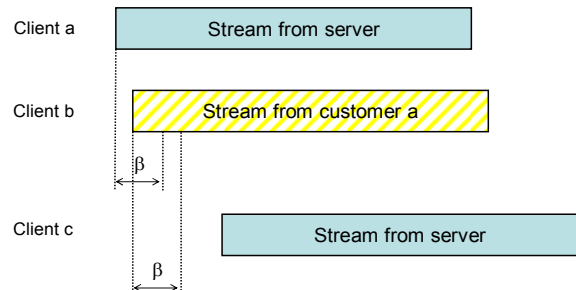 Client a
Stream from server
Client b
Stream from customer a
β
Client c
Stream from server
β